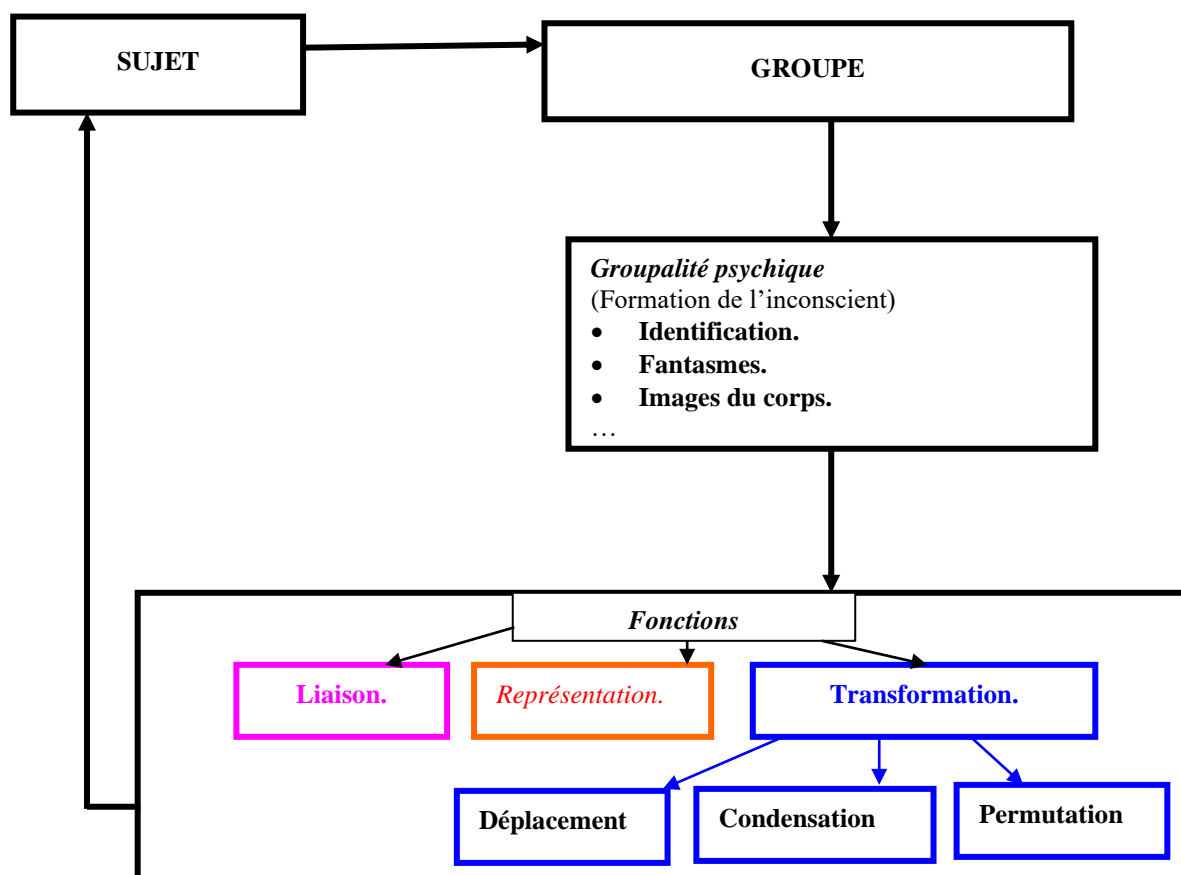 SUJET
GROUPE
Groupalité psychique
(Formation de l’inconscient)
• Identification.
• Fantasmes.
• Images du corps.
…
Fonctions
Liaison.
Représentation.
Transformation.
Déplacement
Condensation
Permutation